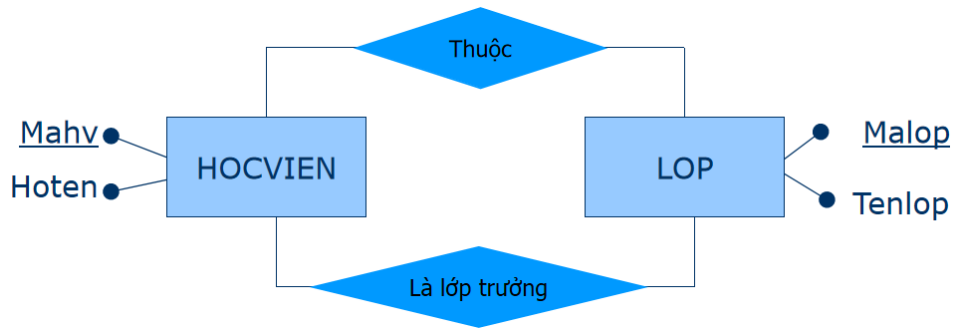 Thuộc
Mahv
Hoten
HOCVIEN
LOP
Malop
Tenlop
Là lớp trưởng